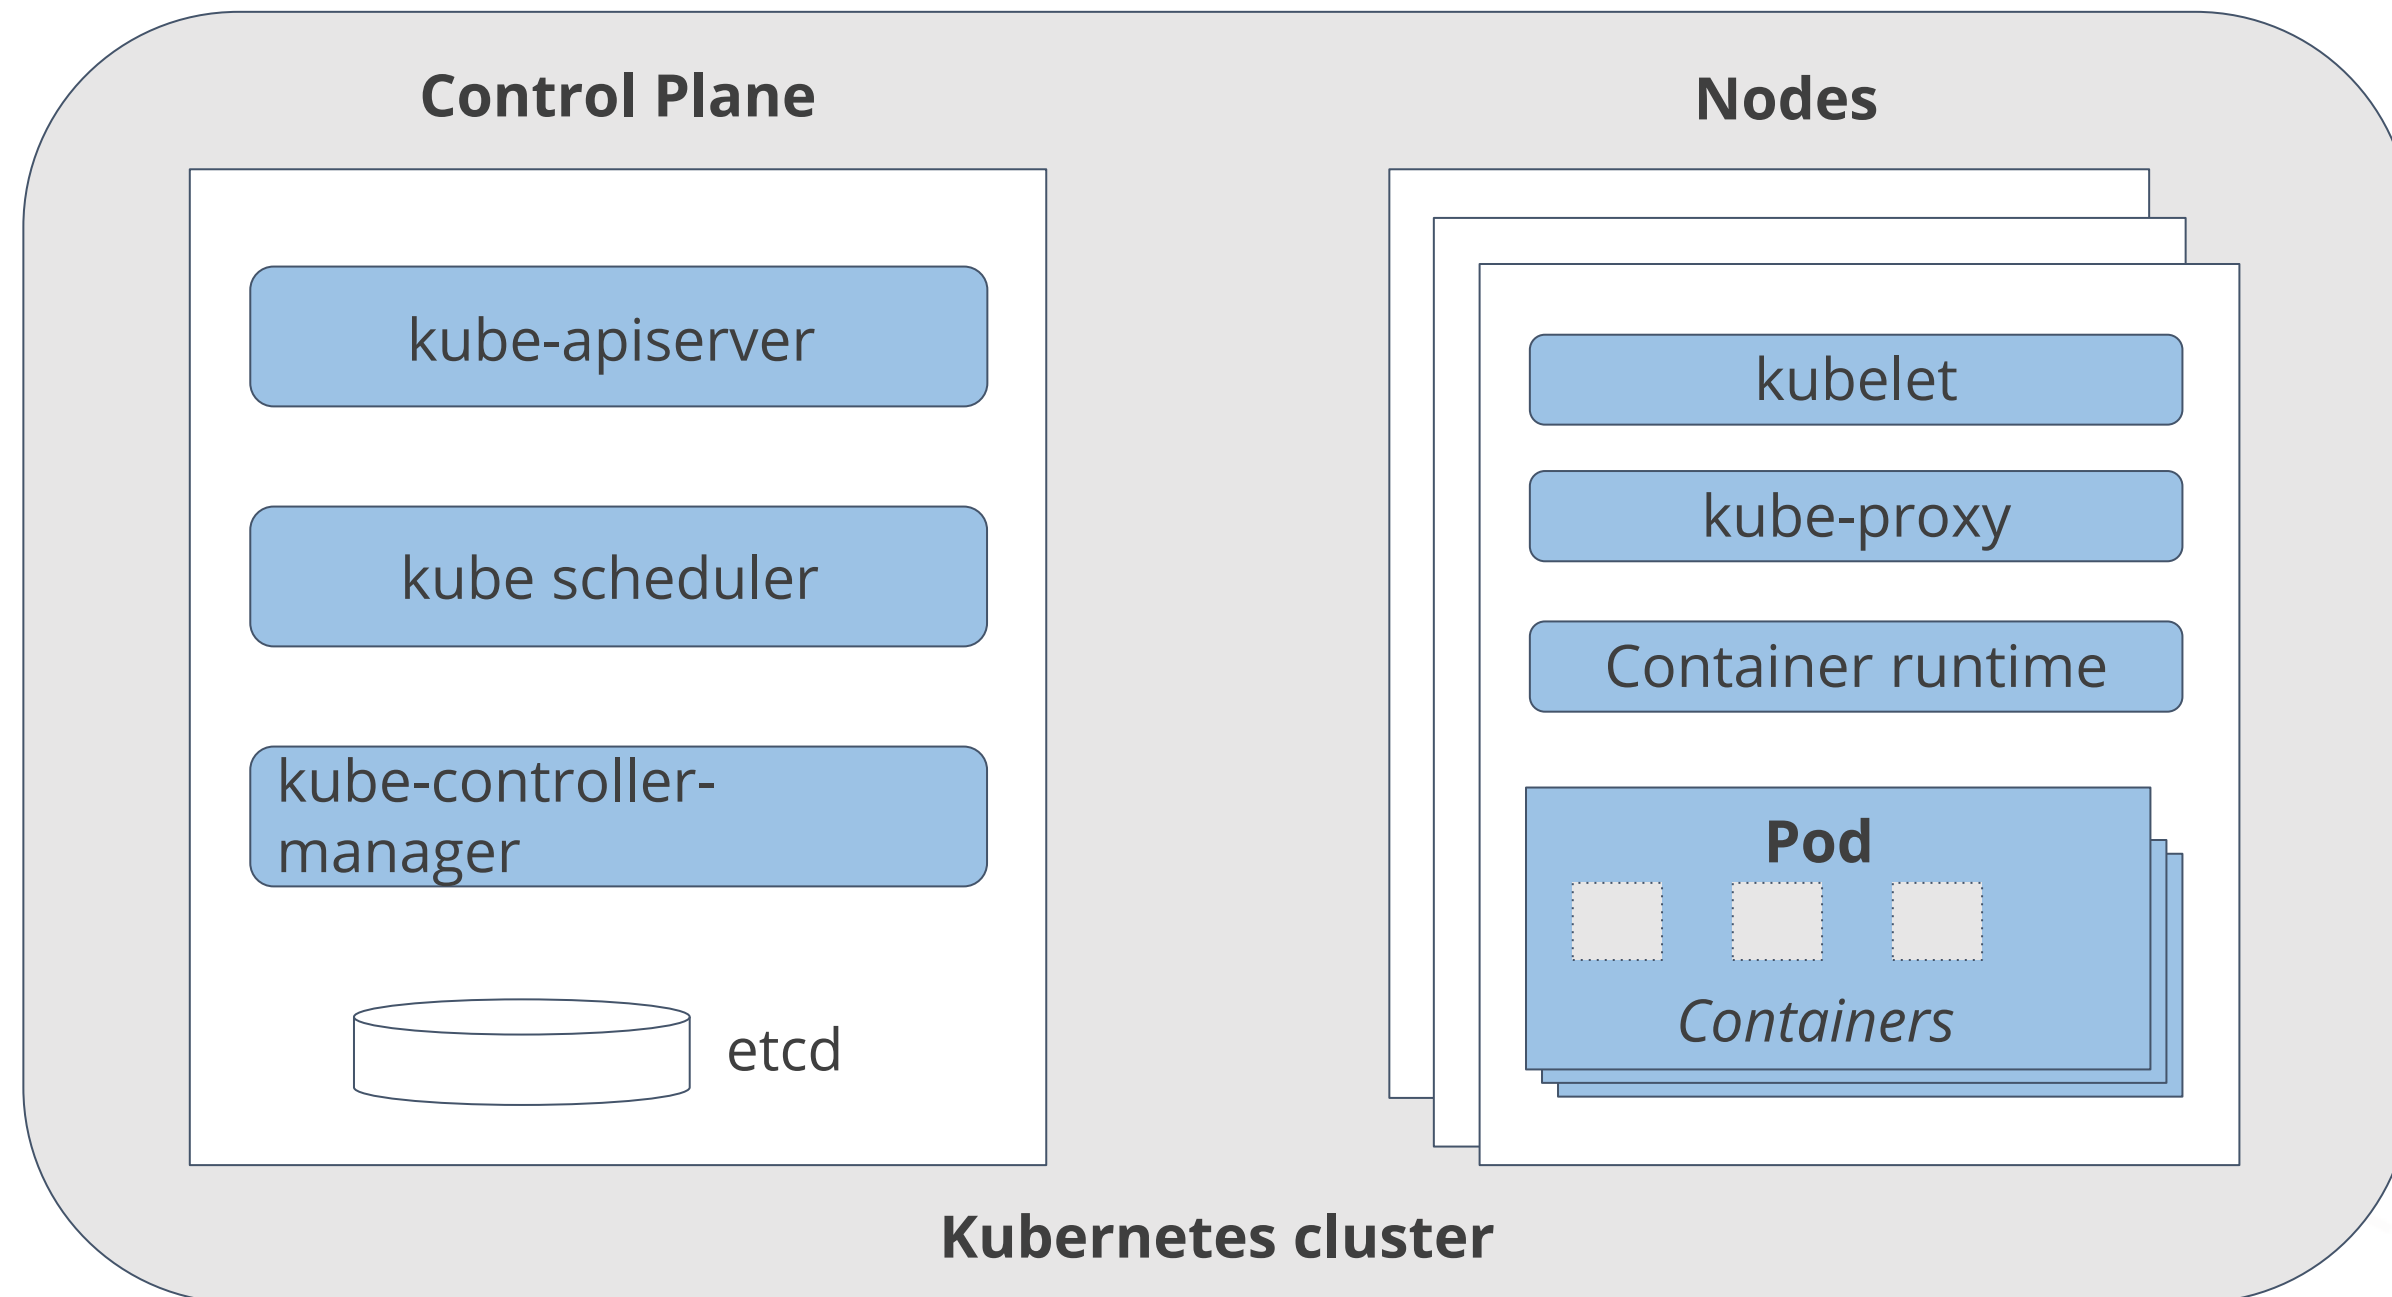 Control Plane
kube-apiserver
kube scheduler
kube-controller-
manager
etcd
Nodes
kubelet
kube-proxy
Container runtime
Pod
Containers
Kubernetes cluster